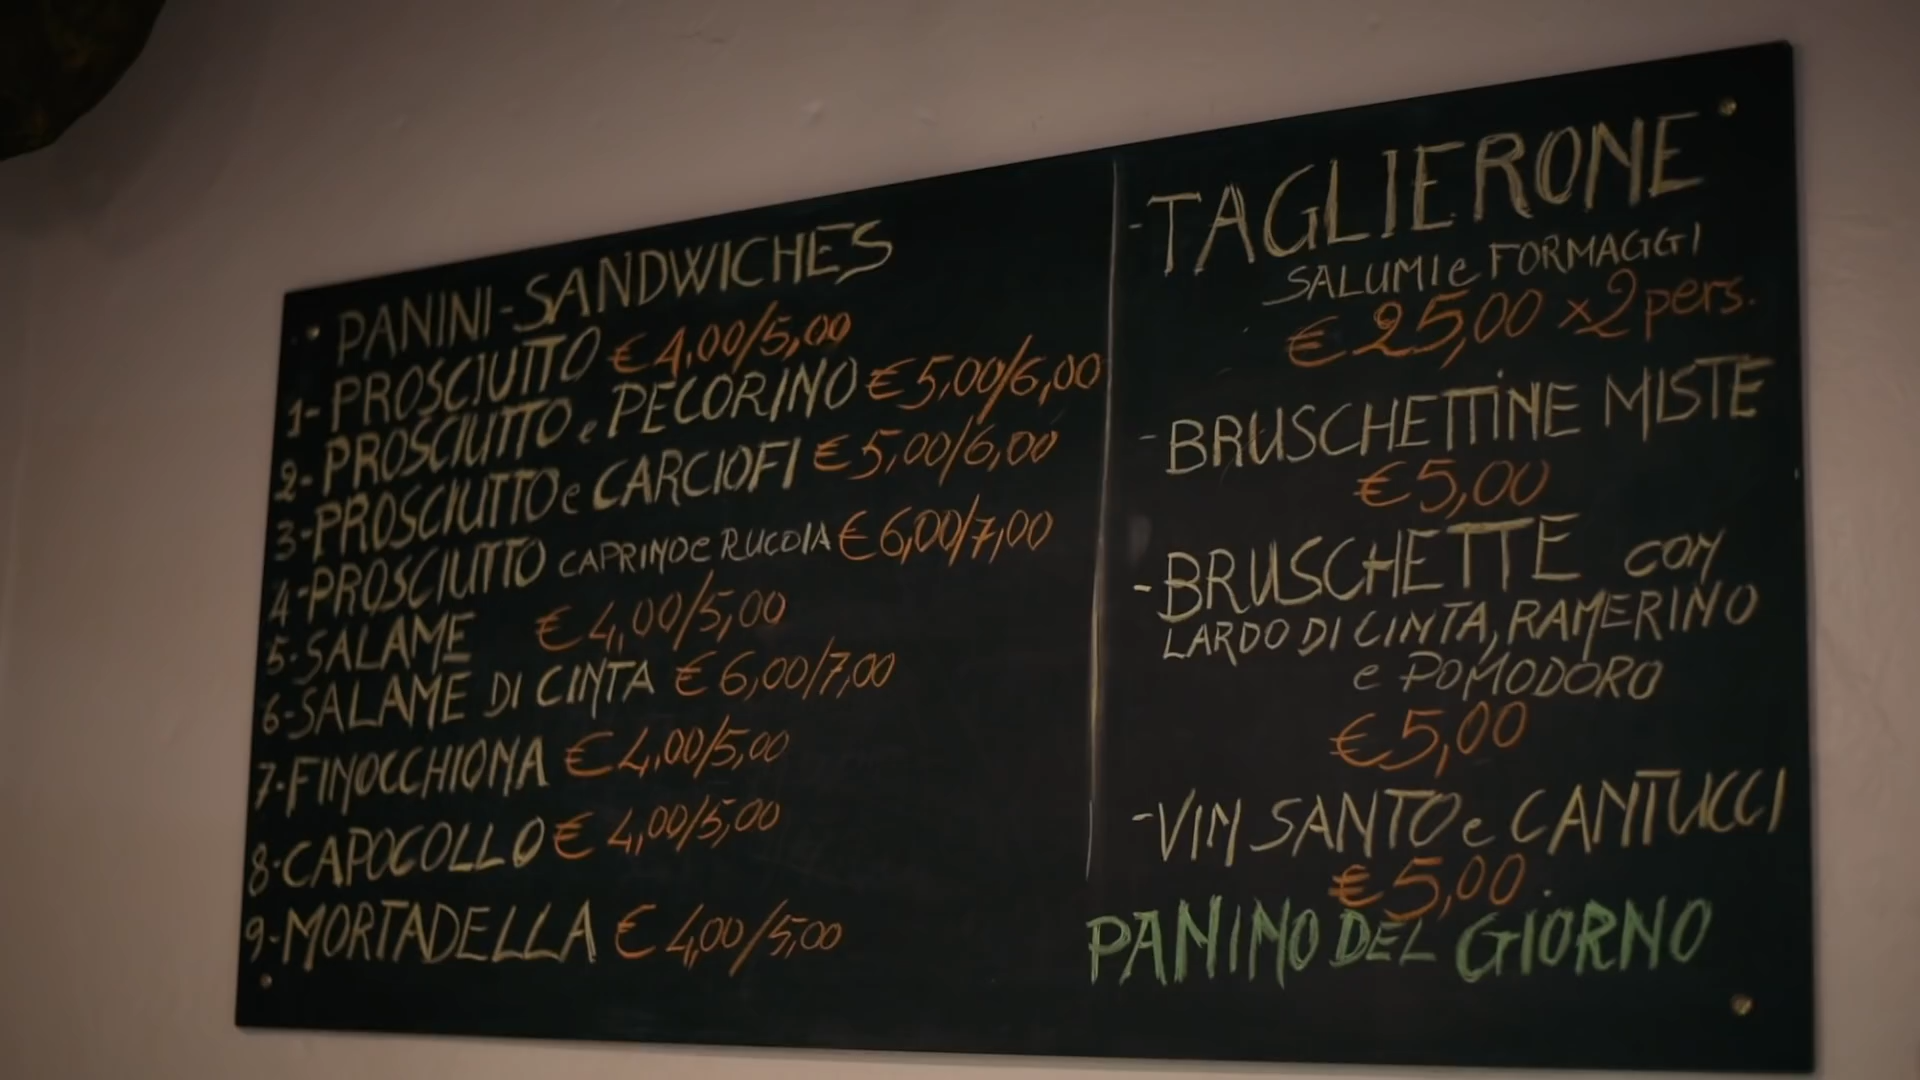 PANINI-SANDWICHES
1- PROSCIUTTO € 4,00/5,00
2- PROSCIUTTO e PECORINO € 5,00/6,00
3- PROSCIUTTO e CARCIOFI € 5,00/6,00
4- PROSCIUTTO CAPRINO e RUCOLA € 6,00/7,00
5- SALAME € 4,00/5,00
6- SALAME DI CINTA € 6,00/7,00
7- FINOCCHIONA € 4,00/5,00
8- CAPOCOLLO € 4,00/5,00
9- MORTADELLA € 4,00/5,00
- TAGLIERONE
SALUMI e FORMAGGI
€ 25,00 x2 pers.
- BRUSCHETTINE MISTE
€5,00
- BRUSCHETTE con
LARDO DI CINTA, RAMERINO
e POMODORO
€5,00
- VIN SANTO e CANTUCCI
€5,00
PANINO DEL GIORNO